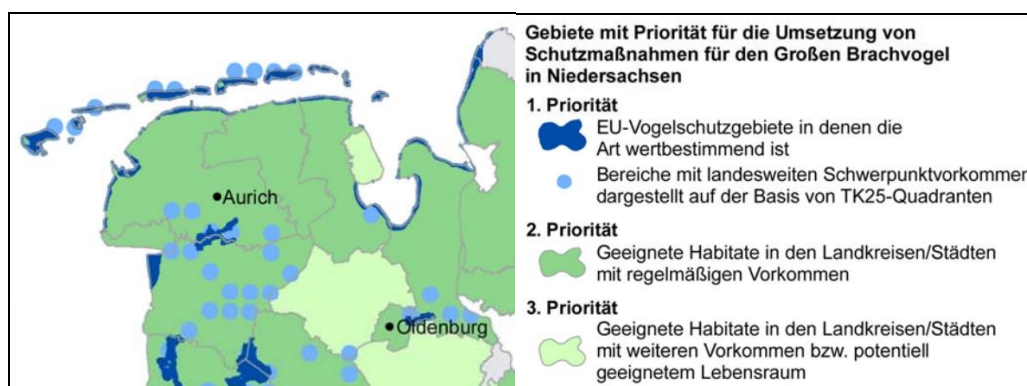 Aurich
Oldenburg
Gebiete mit Priorität für die Umsetzung von
Schutzmaßnahmen für den Großen Brachvogel
in Niedersachsen
1. Priorität
EU-Vogelschutzgebiete in denen die
Art wertbestimmend ist
Bereiche mit landesweiten Schwerpunktvorkommen
dargestellt auf der Basis von TK25-Quadranten
2. Priorität
Geeignete Habitate in den Landkreisen/Städten
mit regelmäßigen Vorkommen
3. Priorität
Geeignete Habitate in den Landkreisen/Städten
mit weiteren Vorkommen bzw. potentiell
geeignetem Lebensraum